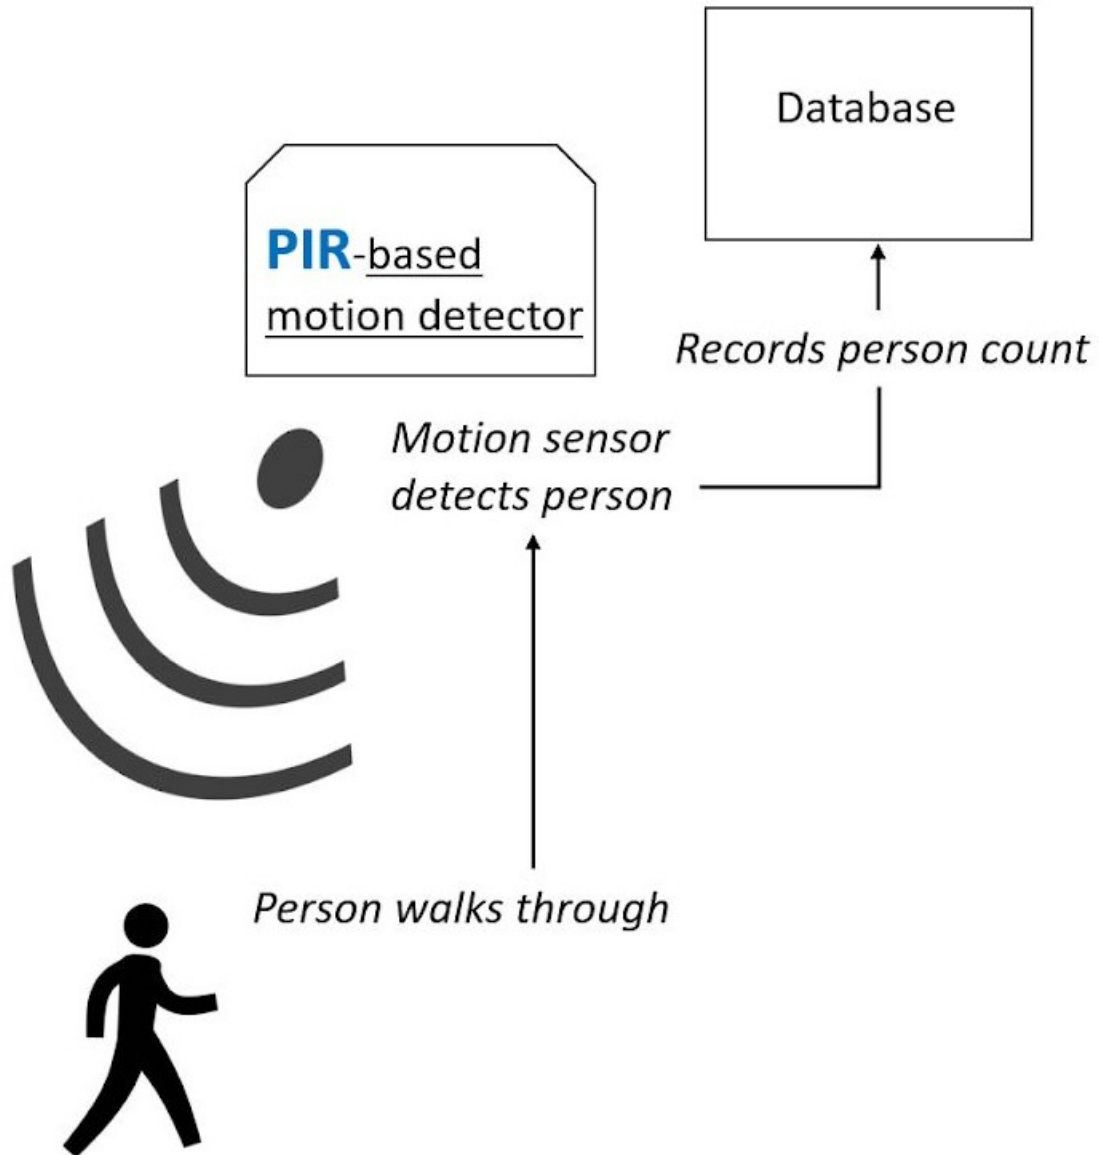 Database
PIR-based
motion detector
Records person count
Motion sensor
detects person
Person walks through